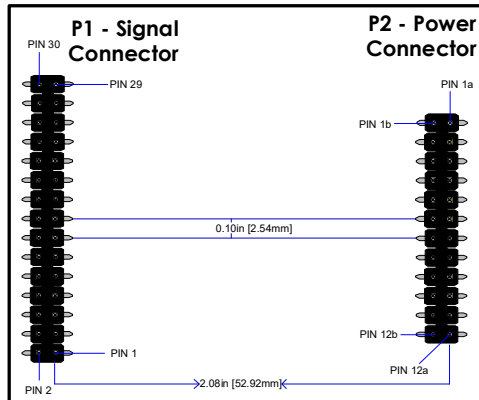 P1 - Signal
Connector
P2 - Power
Connector
PIN 30
PIN 29
PIN 1a
PIN 1b
0.10in [2.54mm]
PIN 12b
PIN 1
PIN 12a
PIN 2
2.08in [52.92mm]